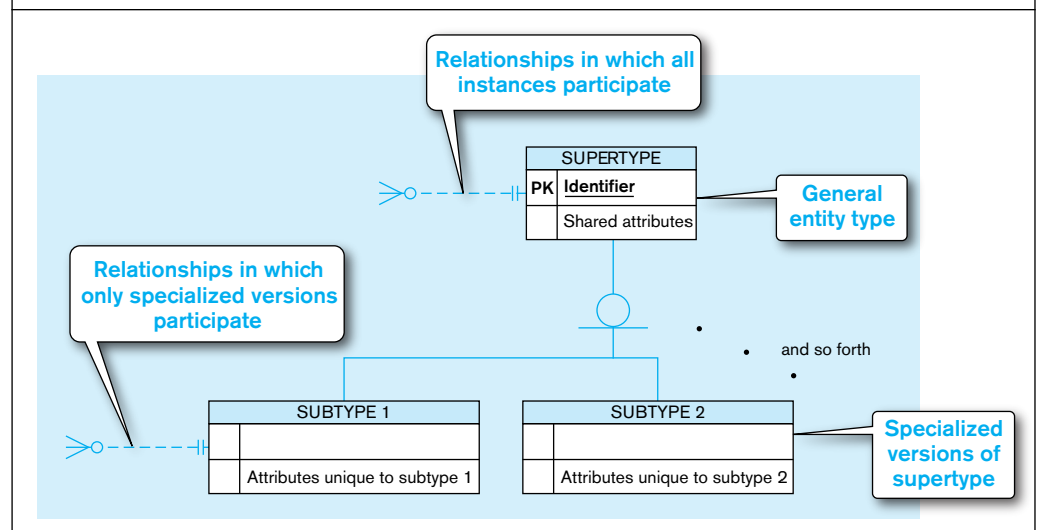 Relationships in which all
instances participate
SUPERTYPE
PK Identifier
Shared attributes
General
entity type
Relationships in which
only specialized versions
participate
and so forth
SUBTYPE 1
Attributes unique to subtype 1
SUBTYPE 2
Attributes unique to subtype 2
Specialized
versions of
supertype